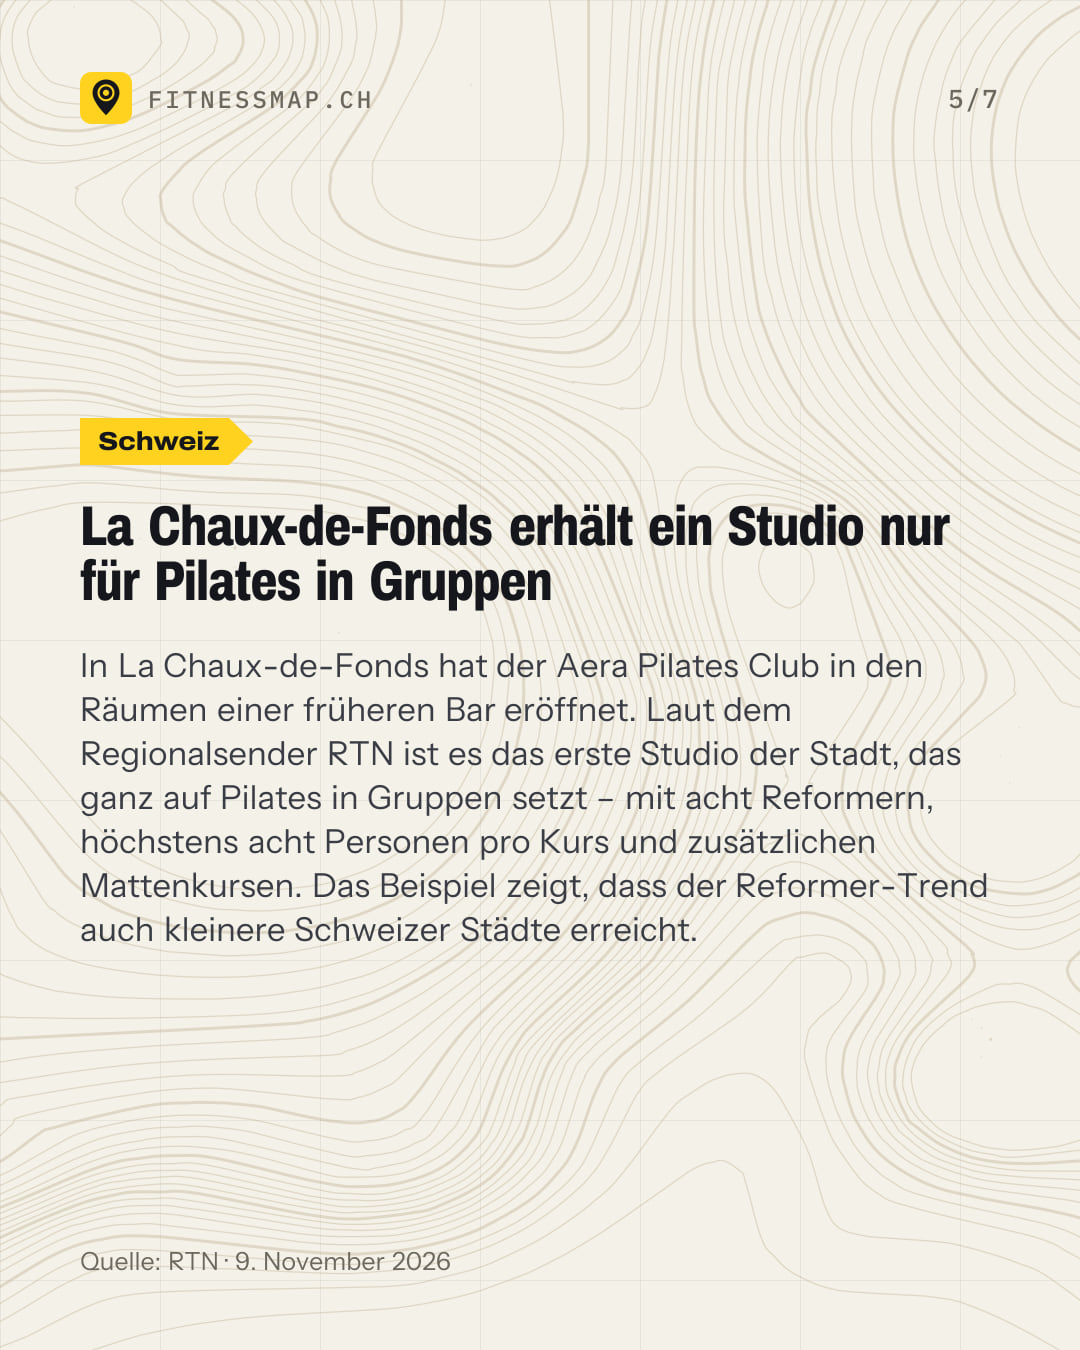 FITNESSMAP.CH
5/7
Schweiz
La Chaux-de-Fonds erhält ein Studio nur
für Pilates in Gruppen
In La Chaux-de-Fonds hat der Aera Pilates Club in den
Räumen einer früheren Bar eröffnet. Laut dem
Regionalsender RTN ist es das erste Studio der Stadt, das
ganz auf Pilates in Gruppen setzt – mit acht Reformern,
höchstens acht Personen pro Kurs und zusätzlichen
Mattenkursen. Das Beispiel zeigt, dass der Reformer-Trend
auch kleinere Schweizer Städte erreicht.
Quelle: RTN · 9. November 2026